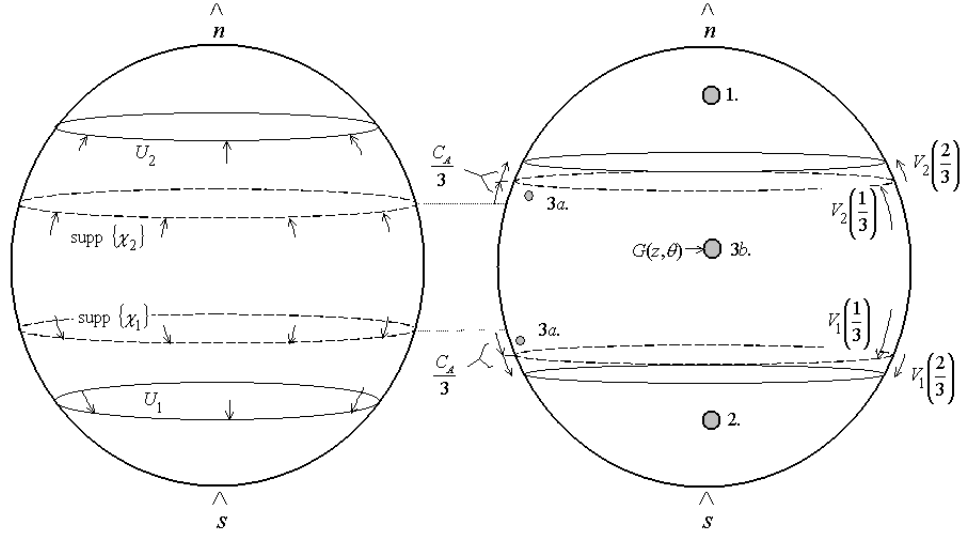 ^
n
U₂
supp {χ₂}
supp {χ₁}
U₁
^
s
^
n
1.
C_A/3
V₂(2/3)
3a.
V₂(1/3)
G(z,θ)→ 3b.
V₁(1/3)
3a.
C_A/3
V₁(2/3)
2.
^
s